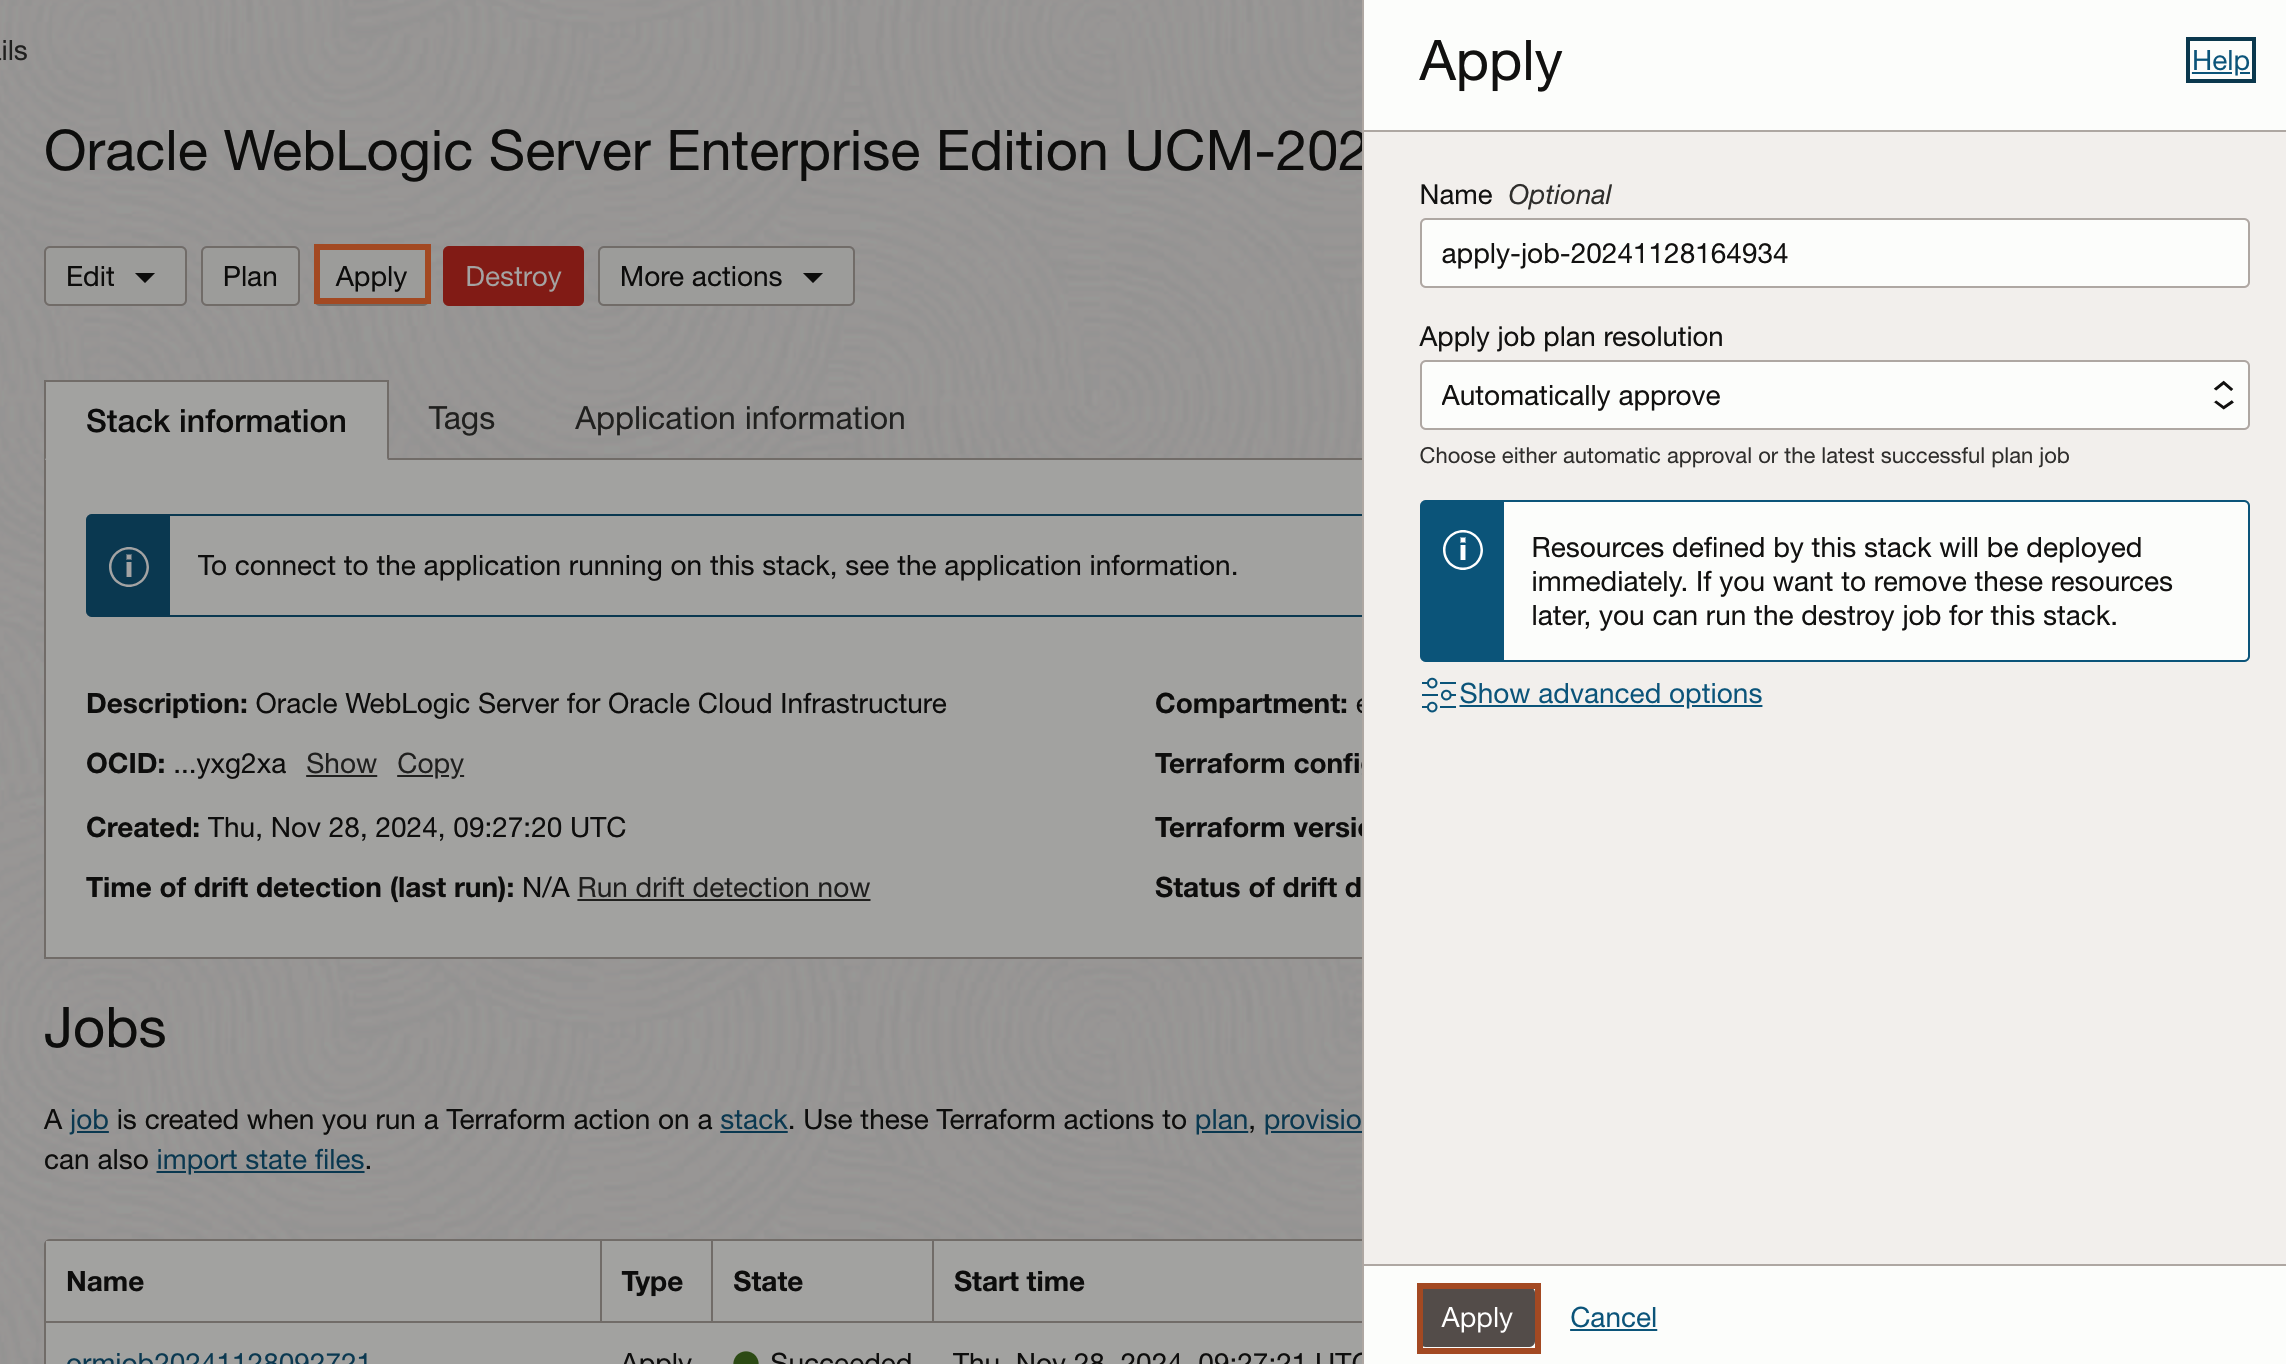 ils
Oracle WebLogic Server Enterprise Edition UCM-202
Edit Plan Apply Destroy More actions
Stack information Tags Application information
To connect to the application running on this stack, see the application information.
Description: Oracle WebLogic Server for Oracle Cloud Infrastructure
OCID: ...yxg2xa Show Copy
Created: Thu, Nov 28, 2024, 09:27:20 UTC
Time of drift detection (last run): N/A Run drift detection now
Compartment:
Terraform confi
Terraform versi
Status of drift d
Jobs
A job is created when you run a Terraform action on a stack. Use these Terraform actions to plan, provisio
can also import state files.
Name Type State Start time
ormjob20241128092721 Apply Succeeded Thu, Nov 28, 2024, 09:27:21 UTC
Apply
Help
Name Optional
apply-job-20241128164934
Apply job plan resolution
Automatically approve
Choose either automatic approval or the latest successful plan job
Resources defined by this stack will be deployed
immediately. If you want to remove these resources
later, you can run the destroy job for this stack.
Show advanced options
Apply Cancel